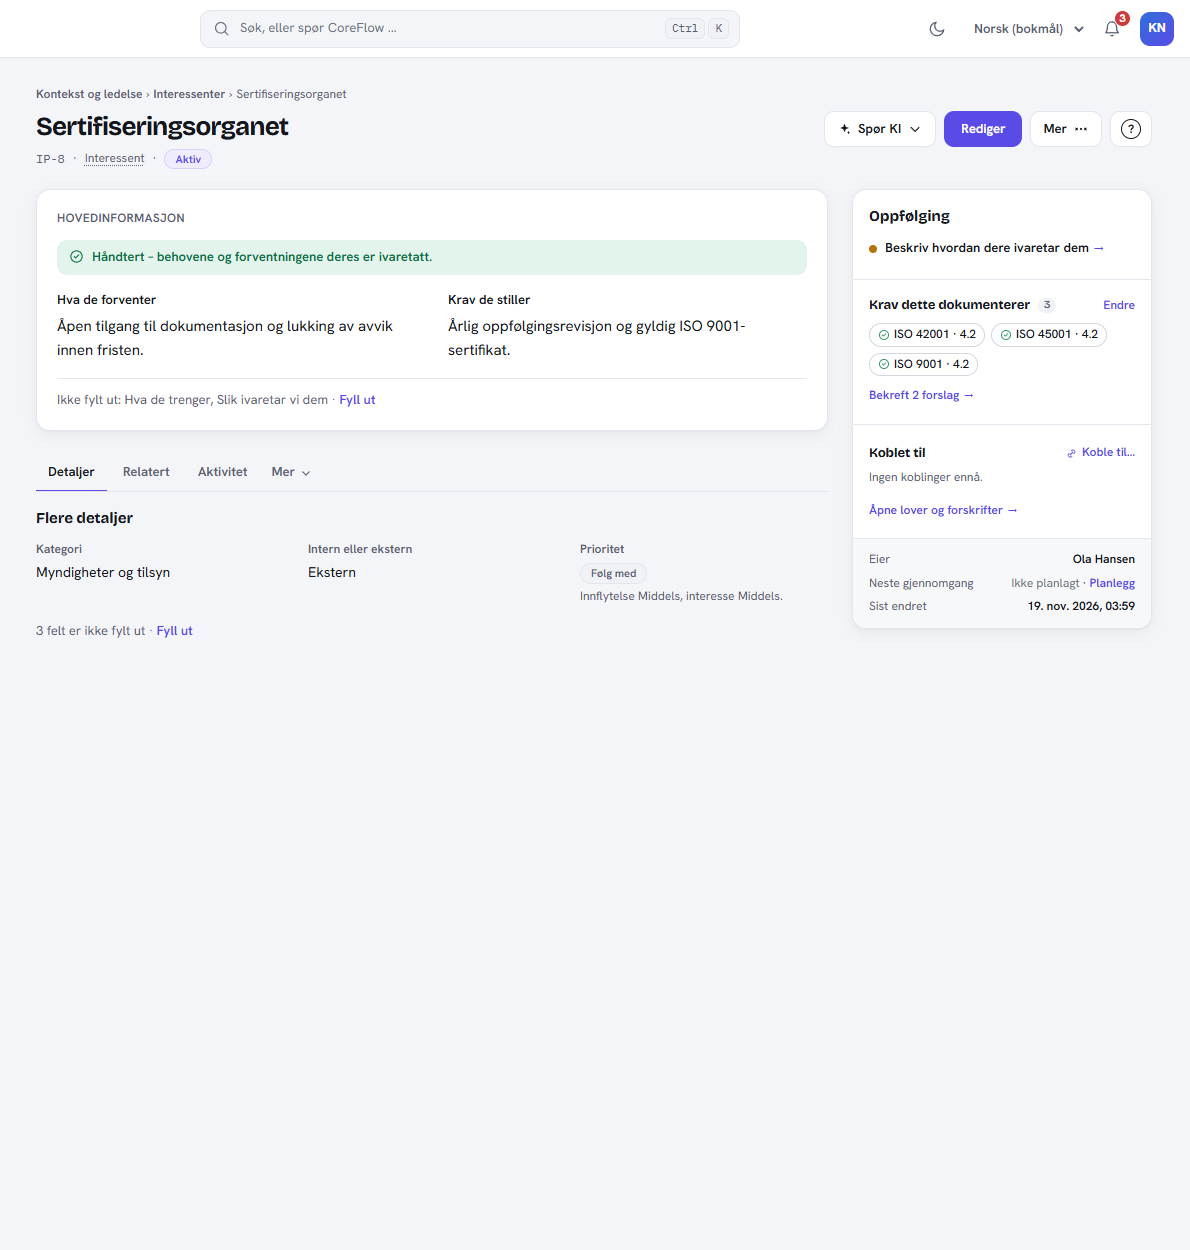 Søk, eller spør CoreFlow ...
Ctrl K
Norsk (bokmål)
3
KN
Kontekst og ledelse › Interessenter › Sertifiseringsorganet
Sertifiseringsorganet
IP-8 · Interessent · Aktiv
Spør KI
Rediger
Mer ···
?
HOVEDINFORMASJON
Håndtert – behovene og forventningene deres er ivaretatt.
Hva de forventer
Åpen tilgang til dokumentasjon og lukking av avvik
innen fristen.
Krav de stiller
Årlig oppfølgingsrevisjon og gyldig ISO 9001-
sertifikat.
Ikke fylt ut: Hva de trenger, Slik ivaretar vi dem · Fyll ut
Detaljer
Relatert
Aktivitet
Mer
Flere detaljer
Kategori
Myndigheter og tilsyn
Intern eller ekstern
Ekstern
Prioritet
Følg med
Innflytelse Middels, interesse Middels.
3 felt er ikke fylt ut · Fyll ut
Oppfølging
Beskriv hvordan dere ivaretar dem →
Krav dette dokumenterer 3 Endre
ISO 42001 · 4.2
ISO 45001 · 4.2
ISO 9001 · 4.2
Bekreft 2 forslag →
Koblet til
Koble til...
Ingen koblinger ennå.
Åpne lover og forskrifter →
Eier Ola Hansen
Neste gjennomgang Ikke planlagt · Planlegg
Sist endret 19. nov. 2026, 03:59